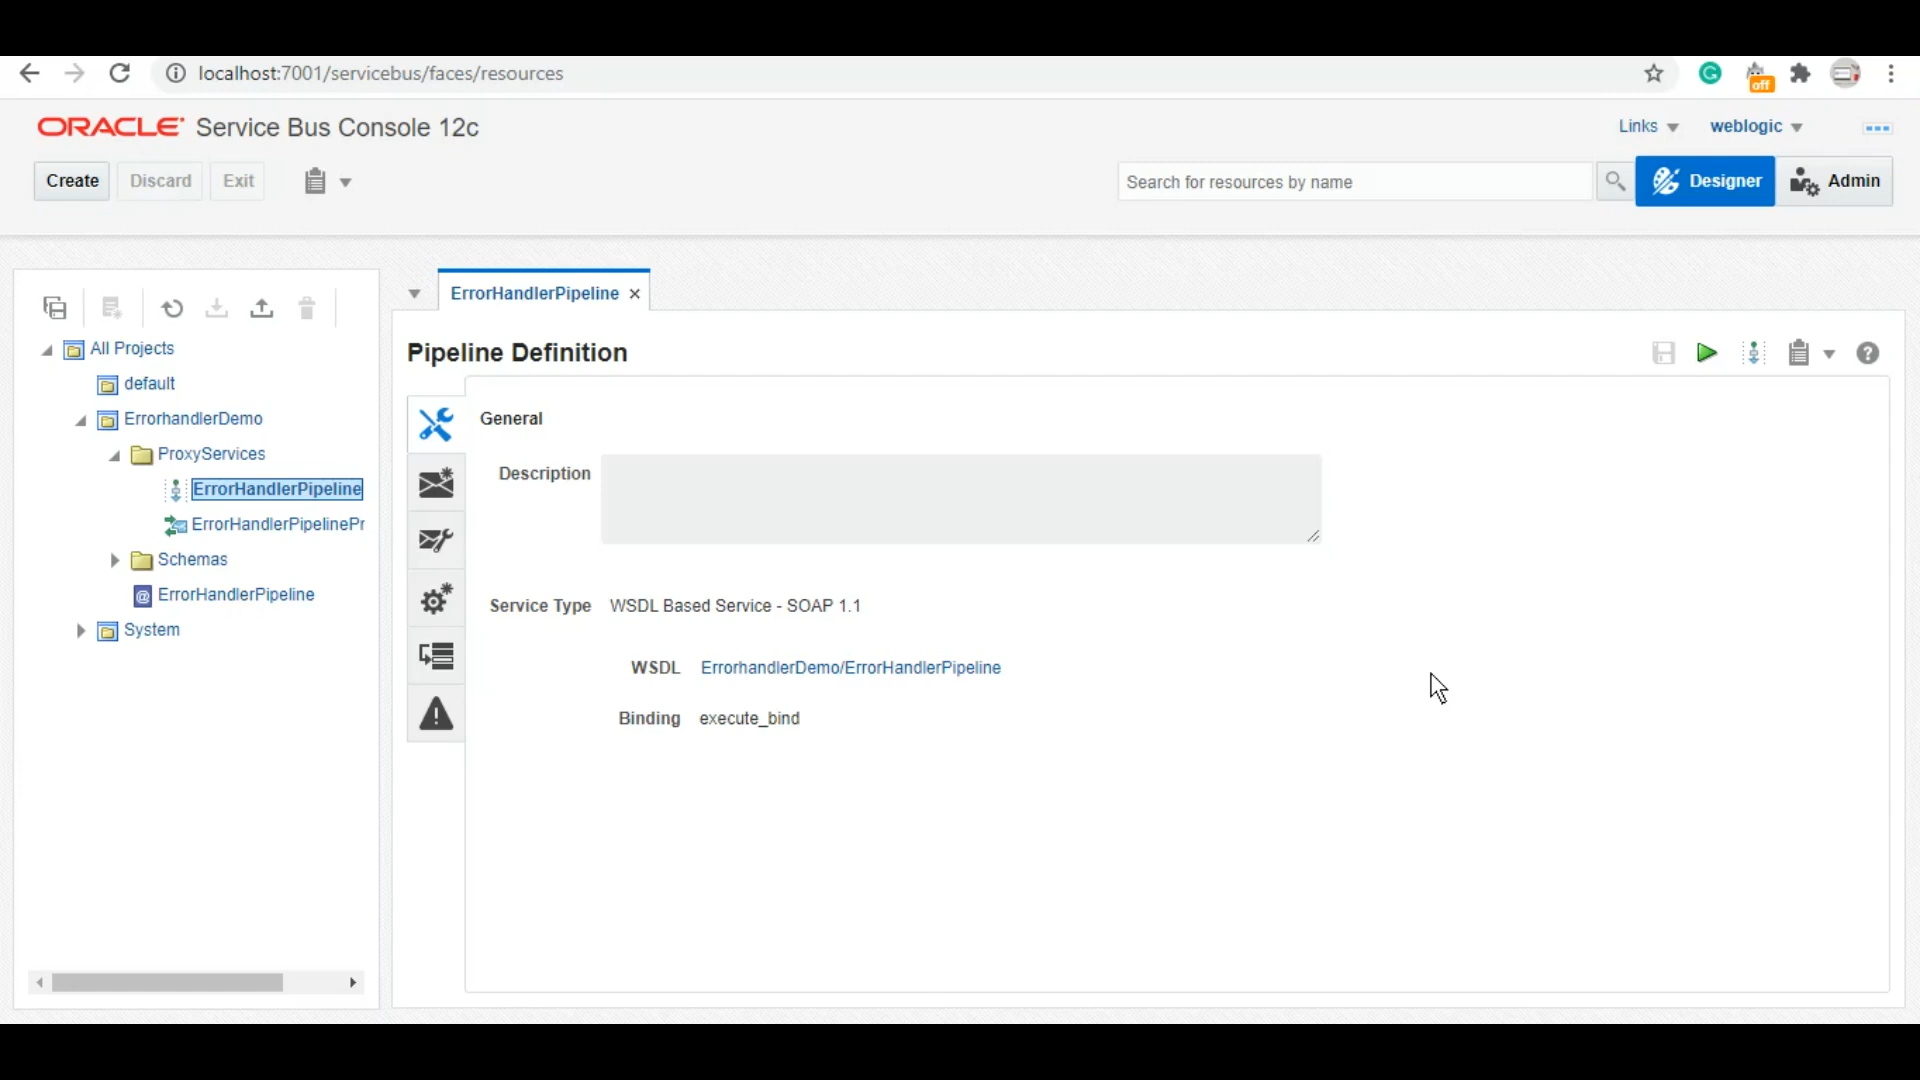 localhost:7001/servicebus/faces/resources
off
ORACLE Service Bus Console 12c
Links
weblogic
Create
Discard
Exit
Search for resources by name
Designer
Admin
All Projects
default
ErrorhandlerDemo
ProxyServices
ErrorHandlerPipeline
ErrorHandlerPipelinePr
Schemas
ErrorHandlerPipeline
System
ErrorHandlerPipeline
Pipeline Definition
General
Description
Service Type WSDL Based Service - SOAP 1.1
WSDL ErrorhandlerDemo/ErrorHandlerPipeline
Binding execute_bind